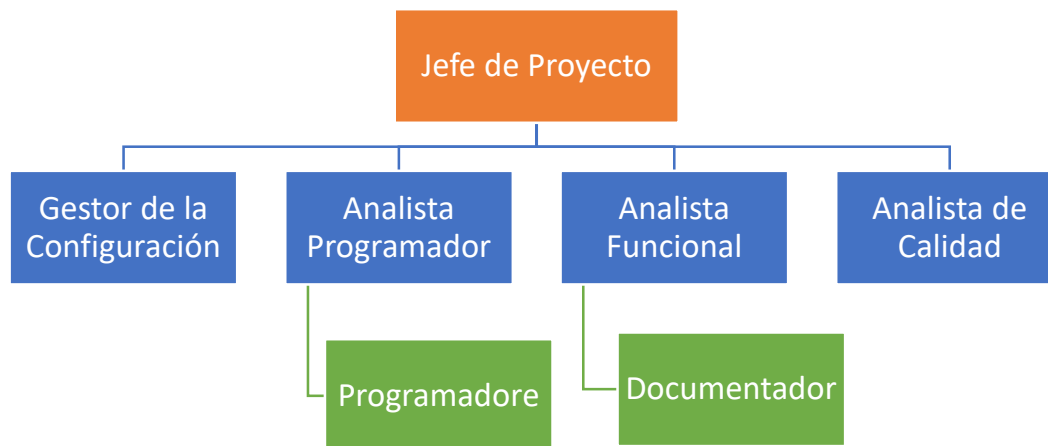 Jefe de Proyecto
Gestor de la
Configuración
Analista
Programador
Analista
Funcional
Analista de
Calidad
Programadore
Documentador